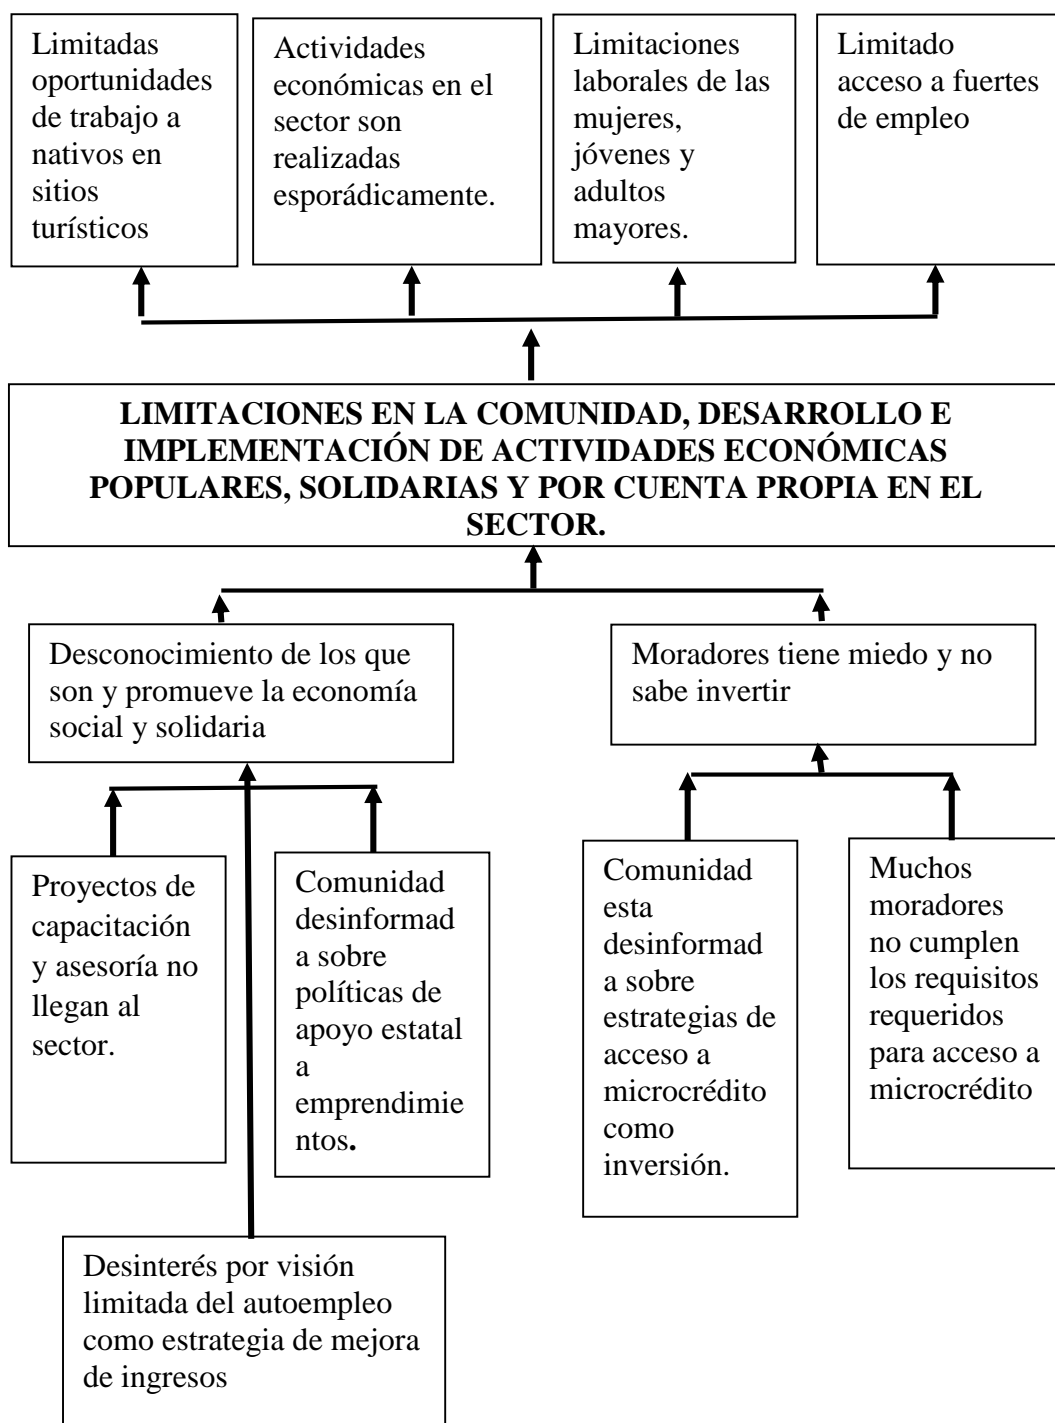 Limitadas
oportunidades
de trabajo a
nativos en
sitios
turísticos
Actividades
económicas en el
sector son
realizadas
esporádicamente.
Limitaciones
laborales de las
mujeres,
jóvenes y
adultos
mayores.
Limitado
acceso a fuertes
de empleo
LIMITACIONES EN LA COMUNIDAD, DESARROLLO E
IMPLEMENTACIÓN DE ACTIVIDADES ECONÓMICAS
POPULARES, SOLIDARIAS Y POR CUENTA PROPIA EN EL
SECTOR.
Desconocimiento de los que
son y promueve la economía
social y solidaria
Moradores tiene miedo y no
sabe invertir
Proyectos de
capacitación
y asesoría no
llegan al
sector.
Comunidad
desinformad
a sobre
políticas de
apoyo estatal
a
emprendimie
ntos.
Comunidad
esta
desinformad
a sobre
estrategias de
acceso a
microcrédito
como
inversión.
Muchos
moradores
no cumplen
los requisitos
requeridos
para acceso a
microcrédito
Desinterés por visión
limitada del autoempleo
como estrategia de mejora
de ingresos